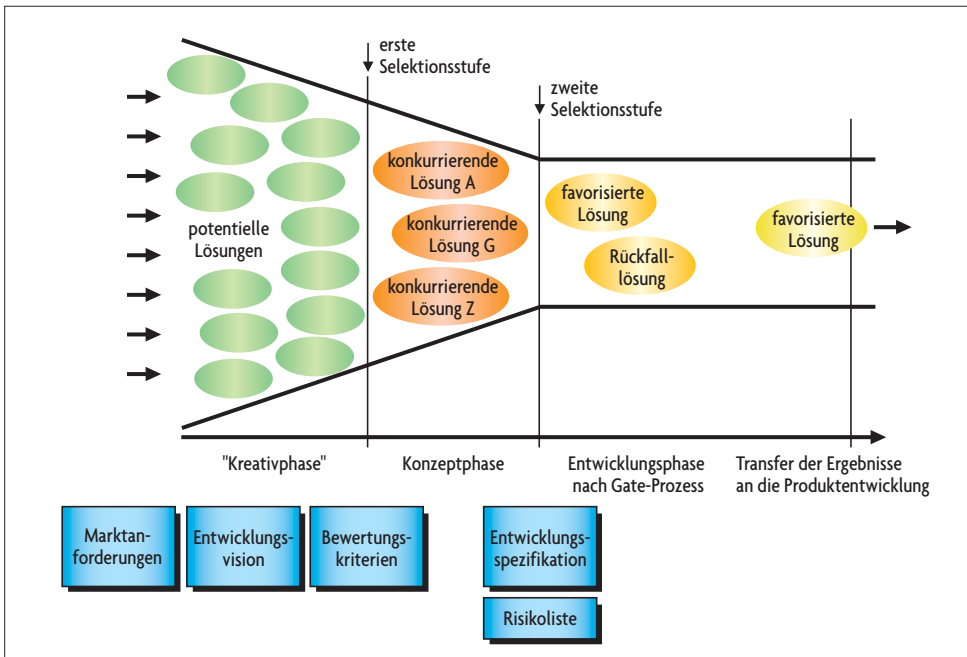 erste
Selektionsstufe
zweite
Selektionsstufe
potentielle
Lösungen
konkurrierende
Lösung A
konkurrierende
Lösung G
konkurrierende
Lösung Z
favorisierte
Lösung
Rückfall-
lösung
favorisierte
Lösung
"Kreativphase"
Konzeptphase
Entwicklungsphase
nach Gate-Prozess
Transfer der Ergebnisse
an die Produktentwicklung
Marktan-
forderungen
Entwicklungs-
vision
Bewertungs-
kriterien
Entwicklungs-
spezifikation
Risikoliste